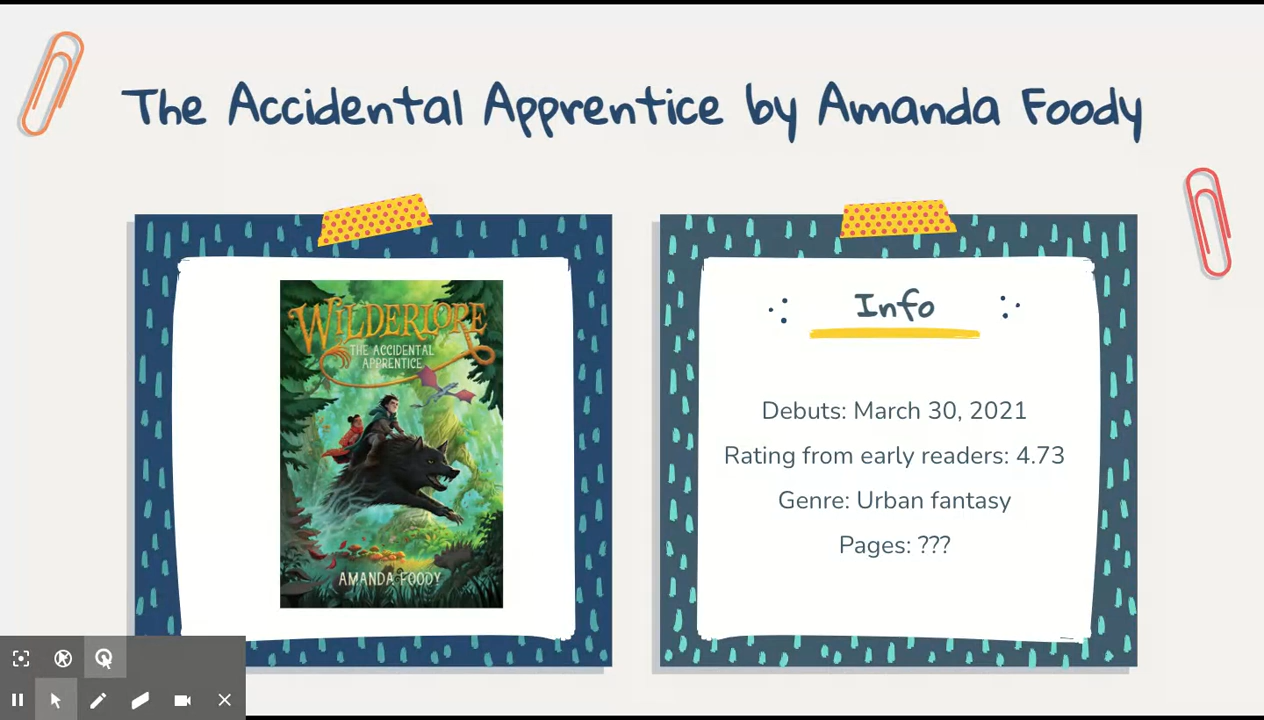 The Accidental Apprentice by Amanda Foody
WILDERLORE
THE ACCIDENTAL
APPRENTICE
AMANDA FOODY
Info
Debuts: March 30, 2021
Rating from early readers: 4.73
Genre: Urban fantasy
Pages: ???